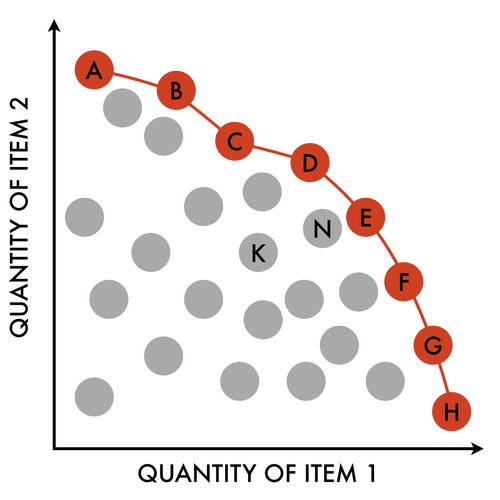 A
B
C
D
E
N
K
F
G
H
QUANTITY OF ITEM 2
QUANTITY OF ITEM 1